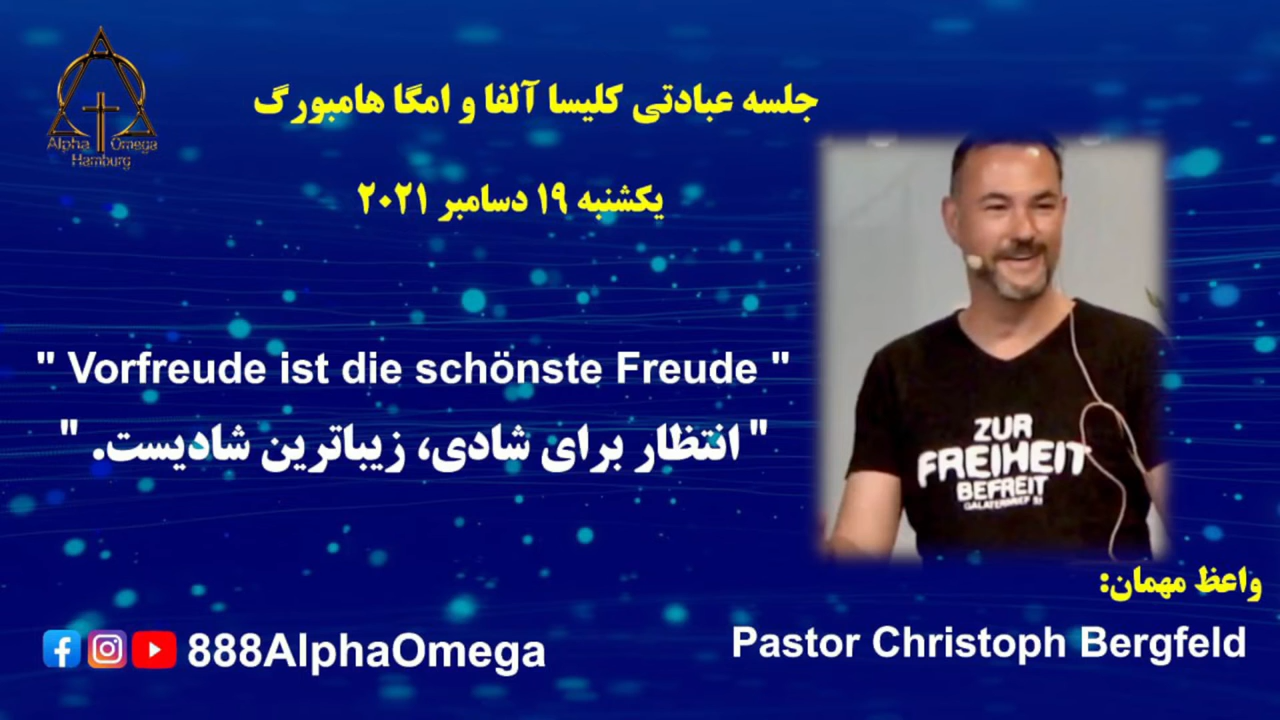 Alpha Omega
Hamburg
جلسه عبادتی کلیسا آلفا و امگا هامبورگ
یکشنبه ۱۹ دسامبر ۲۰۲۱
" Vorfreude ist die schönste Freude "
" انتظار برای شادی، زیباترین شادیست. "
ZUR
FREIHEIT
BEFREIT
GALATERBRIEF
واعظ مهمان:
Pastor Christoph Bergfeld
888AlphaOmega